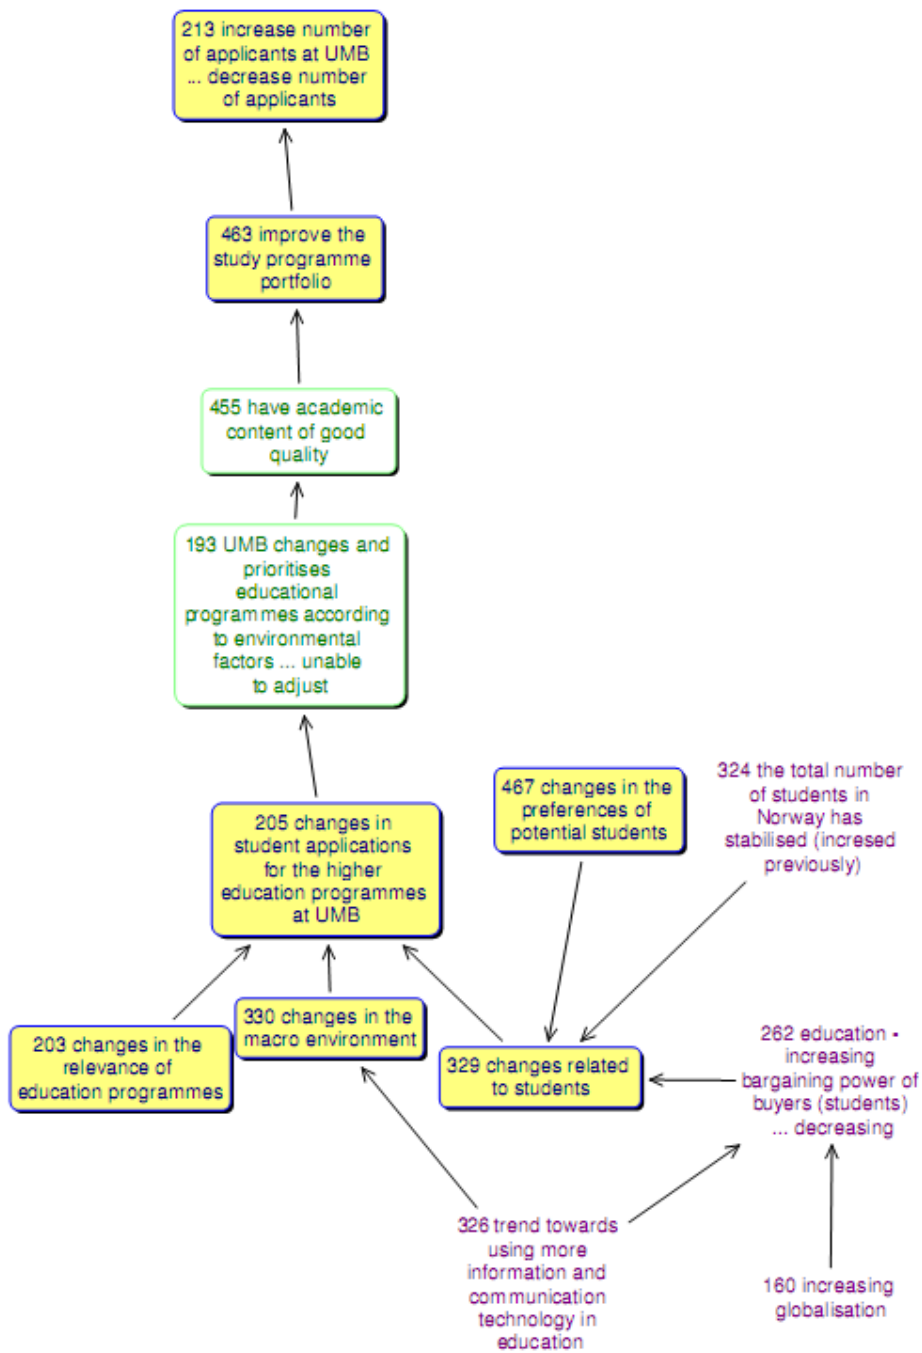 213 increase number
of applicants at UMB
... decrease number
of applicants
463 improve the
study programme
portfolio
455 have academic
content of good
quality
193 UMB changes and
prioritises
educational
programmes according
to environmental
factors ... unable
to adjust
205 changes in
student applications
for the higher
education programmes
at UMB
467 changes in the
preferences of
potential students
324 the total number
of students in
Norway has
stabilised (incresed
previously)
203 changes in the
relevance of
education programmes
330 changes in the
macro environment
329 changes related
to students
262 education -
increasing
bargaining power of
buyers (students)
... decreasing
326 trend towards
using more
information and
communication
technology in
education
160 increasing
globalisation